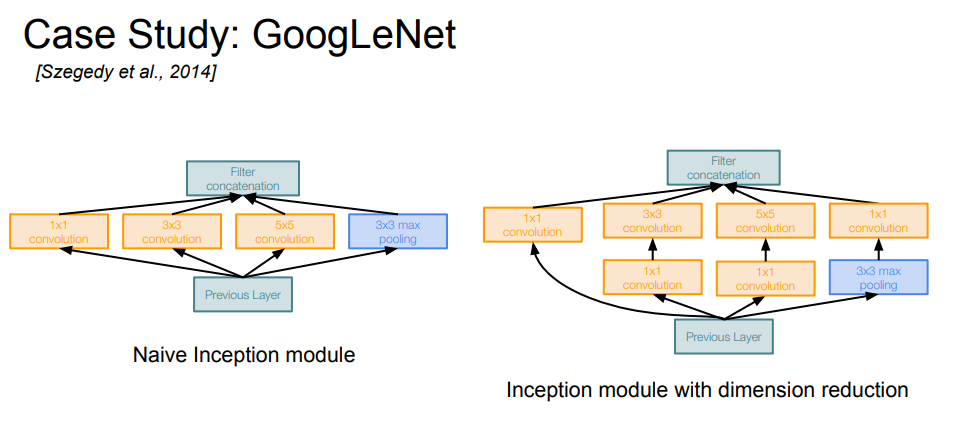 Case Study: GoogLeNet
[Szegedy et al., 2014]
Filter
concatenation
1x1
convolution
3x3
convolution
5x5
convolution
3x3 max
pooling
Previous Layer
Naive Inception module
Filter
concatenation
1x1
convolution
3x3
convolution
5x5
convolution
1x1
convolution
1x1
convolution
1x1
convolution
3x3 max
pooling
Previous Layer
Inception module with dimension reduction